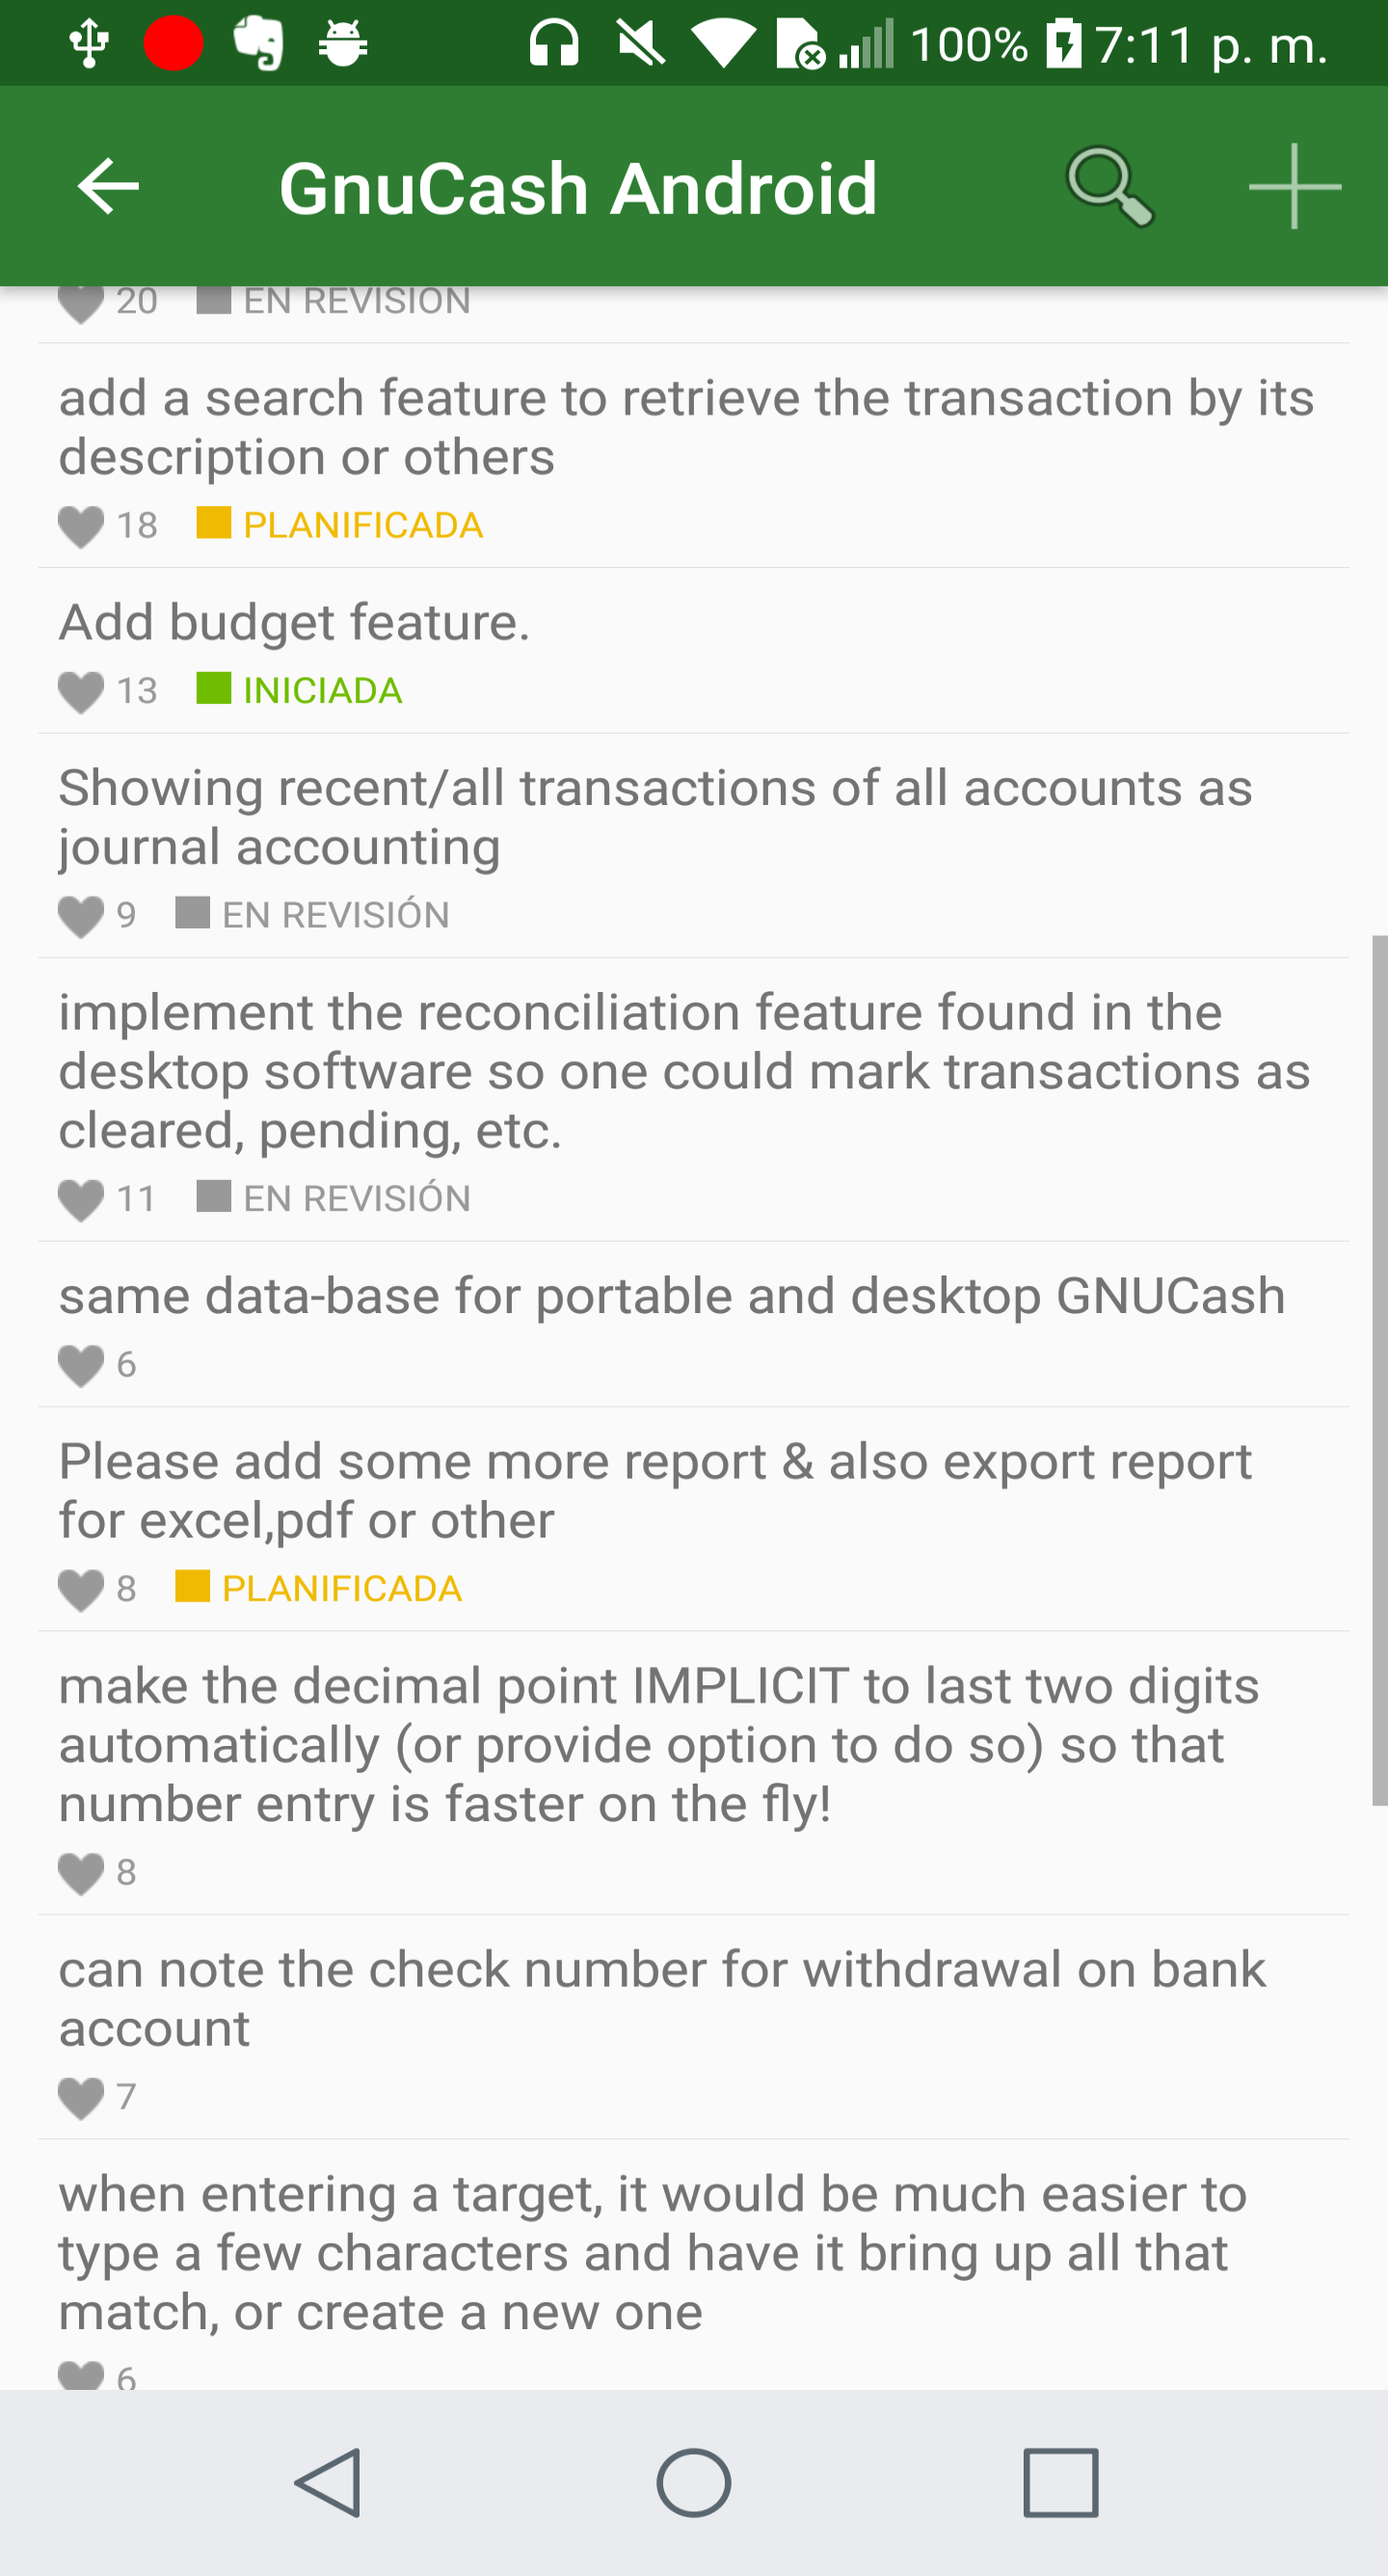 100% 7:11 p. m.
GnuCash Android
20 EN REVISIÓN
add a search feature to retrieve the transaction by its
description or others
18 PLANIFICADA
Add budget feature.
13 INICIADA
Showing recent/all transactions of all accounts as
journal accounting
9 EN REVISIÓN
implement the reconciliation feature found in the
desktop software so one could mark transactions as
cleared, pending, etc.
11 EN REVISIÓN
same data-base for portable and desktop GNUCash
6
Please add some more report & also export report
for excel,pdf or other
8 PLANIFICADA
make the decimal point IMPLICIT to last two digits
automatically (or provide option to do so) so that
number entry is faster on the fly!
8
can note the check number for withdrawal on bank
account
7
when entering a target, it would be much easier to
type a few characters and have it bring up all that
match, or create a new one
6